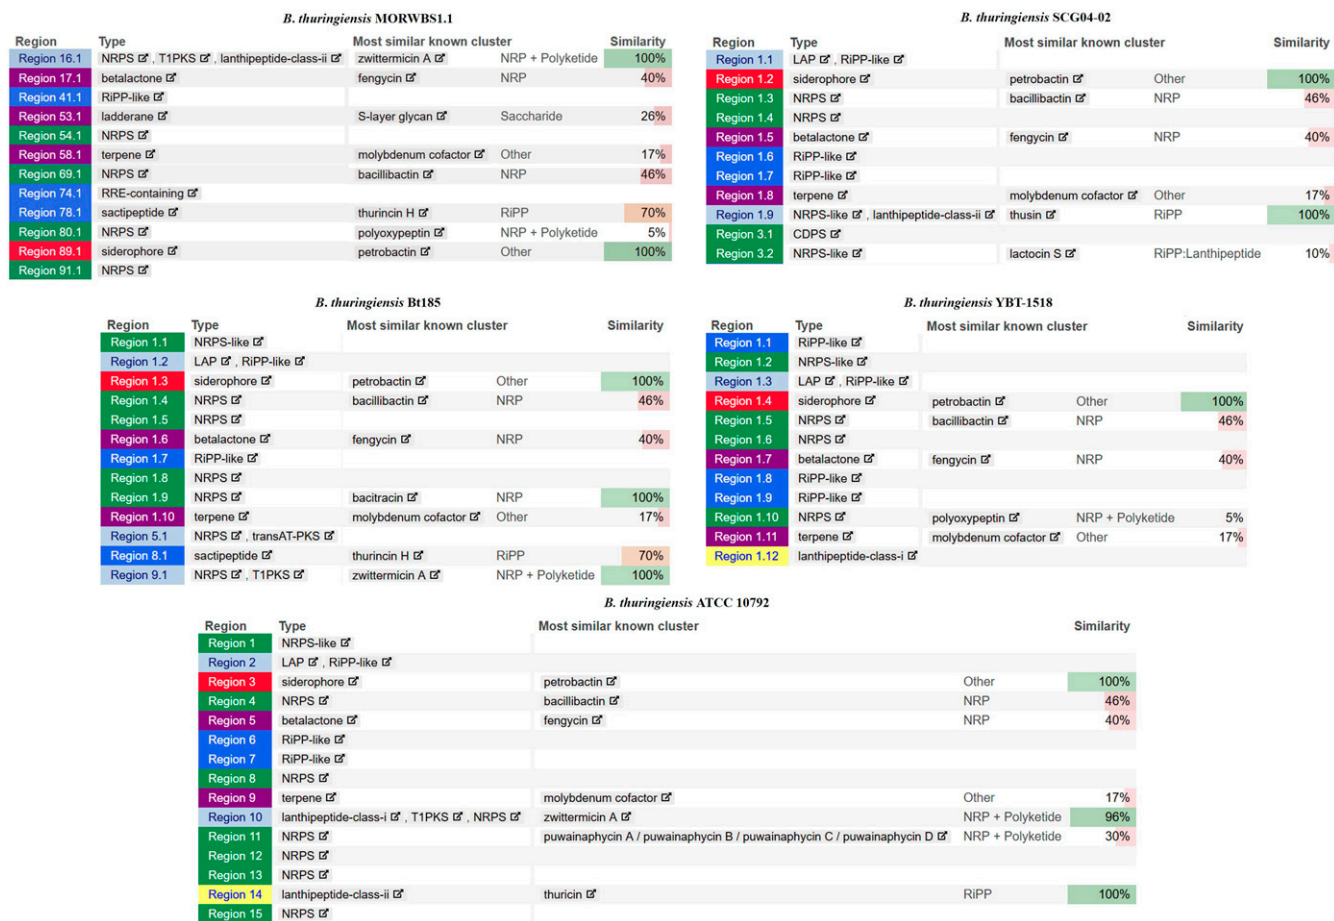 B. thuringiensis MORWBS1.1
Region Type Most similar known cluster Similarity
Region 16.1 NRPS , T1PKS , lanthipeptide-class-ii zwittermicin A NRP + Polyketide 100%
Region 17.1 betalactone fengycin NRP 40%
Region 41.1 RiPP-like
Region 53.1 ladderane S-layer glycan Saccharide 26%
Region 54.1 NRPS
Region 58.1 terpene molybdenum cofactor Other 17%
Region 69.1 NRPS bacillibactin NRP 46%
Region 74.1 RRE-containing
Region 78.1 sactipeptide thurincin H RiPP 70%
Region 80.1 NRPS polyoxypeptin NRP + Polyketide 5%
Region 89.1 siderophore petrobactin Other 100%
Region 91.1 NRPS
B. thuringiensis SCG04-02
Region Type Most similar known cluster Similarity
Region 1.1 LAP , RiPP-like
Region 1.2 siderophore petrobactin Other 100%
Region 1.3 NRPS bacillibactin NRP 46%
Region 1.4 NRPS
Region 1.5 betalactone fengycin NRP 40%
Region 1.6 RiPP-like
Region 1.7 RiPP-like
Region 1.8 terpene molybdenum cofactor Other 17%
Region 1.9 NRPS-like , lanthipeptide-class-ii thusin RiPP 100%
Region 3.1 CDPS
Region 3.2 NRPS-like lactocin S RiPP:Lanthipeptide 10%
B. thuringiensis Bt185
Region Type Most similar known cluster Similarity
Region 1.1 NRPS-like
Region 1.2 LAP , RiPP-like
Region 1.3 siderophore petrobactin Other 100%
Region 1.4 NRPS bacillibactin NRP 46%
Region 1.5 NRPS
Region 1.6 betalactone fengycin NRP 40%
Region 1.7 RiPP-like
Region 1.8 NRPS
Region 1.9 NRPS bacitracin NRP 100%
Region 1.10 terpene molybdenum cofactor Other 17%
Region 5.1 NRPS , transAT-PKS
Region 8.1 sactipeptide thurincin H RiPP 70%
Region 9.1 NRPS , T1PKS zwittermicin A NRP + Polyketide 100%
B. thuringiensis YBT-1518
Region Type Most similar known cluster Similarity
Region 1.1 RiPP-like
Region 1.2 NRPS-like
Region 1.3 LAP , RiPP-like
Region 1.4 siderophore petrobactin Other 100%
Region 1.5 NRPS bacillibactin NRP 46%
Region 1.6 NRPS
Region 1.7 betalactone fengycin NRP 40%
Region 1.8 RiPP-like
Region 1.9 RiPP-like
Region 1.10 NRPS polyoxypeptin NRP + Polyketide 5%
Region 1.11 terpene molybdenum cofactor Other 17%
Region 1.12 lanthipeptide-class-i
B. thuringiensis ATCC 10792
Region Type Most similar known cluster Similarity
Region 1 NRPS-like
Region 2 LAP , RiPP-like
Region 3 siderophore petrobactin Other 100%
Region 4 NRPS bacillibactin NRP 46%
Region 5 betalactone fengycin NRP 40%
Region 6 RiPP-like
Region 7 RiPP-like
Region 8 NRPS
Region 9 terpene molybdenum cofactor Other 17%
Region 10 lanthipeptide-class-i , T1PKS , NRPS zwittermicin A NRP + Polyketide 96%
Region 11 NRPS puwainaphycin A / puwainaphycin B / puwainaphycin C / puwainaphycin D NRP + Polyketide 30%
Region 12 NRPS
Region 13 NRPS
Region 14 lanthipeptide-class-ii thuricin RiPP 100%
Region 15 NRPS